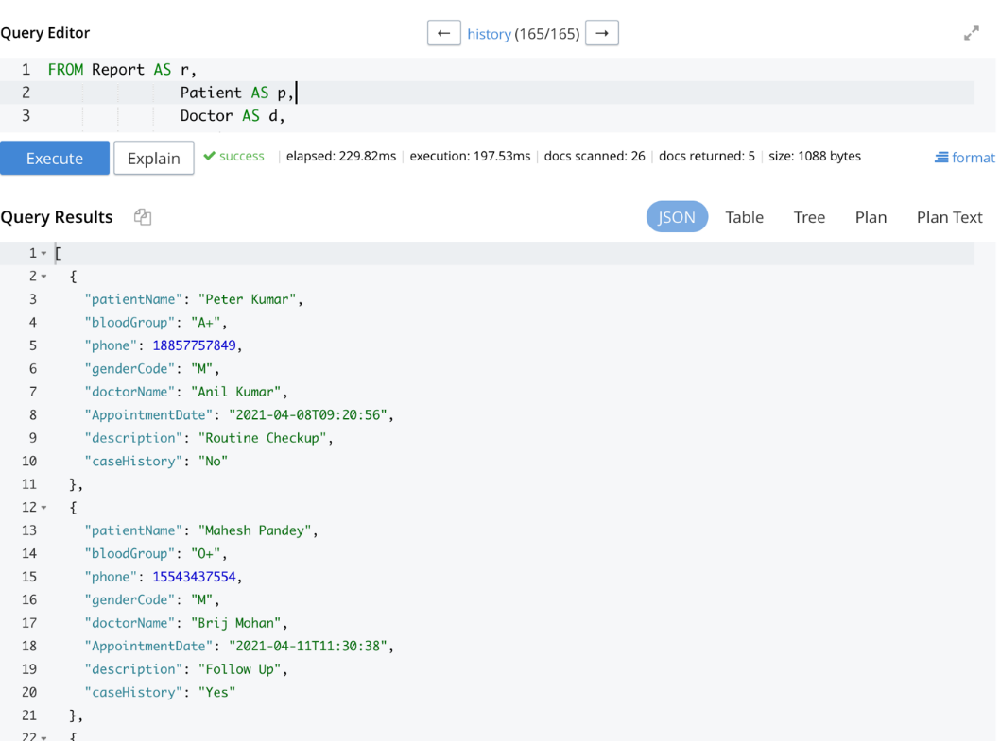 Query Editor
← history (165/165) →
1 FROM Report AS r,
2 Patient AS p,
3 Doctor AS d,
Execute Explain success elapsed: 229.82ms execution: 197.53ms docs scanned: 26 docs returned: 5 size: 1088 bytes format
Query Results JSON Table Tree Plan Plan Text
1 [
2 {
3 "patientName": "Peter Kumar",
4 "bloodGroup": "A+",
5 "phone": 18857757849,
6 "genderCode": "M",
7 "doctorName": "Anil Kumar",
8 "AppointmentDate": "2021-04-08T09:20:56",
9 "description": "Routine Checkup",
10 "caseHistory": "No"
11 },
12 {
13 "patientName": "Mahesh Pandey",
14 "bloodGroup": "O+",
15 "phone": 15543437554,
16 "genderCode": "M",
17 "doctorName": "Brij Mohan",
18 "AppointmentDate": "2021-04-11T11:30:38",
19 "description": "Follow Up",
20 "caseHistory": "Yes"
21 },
22 {